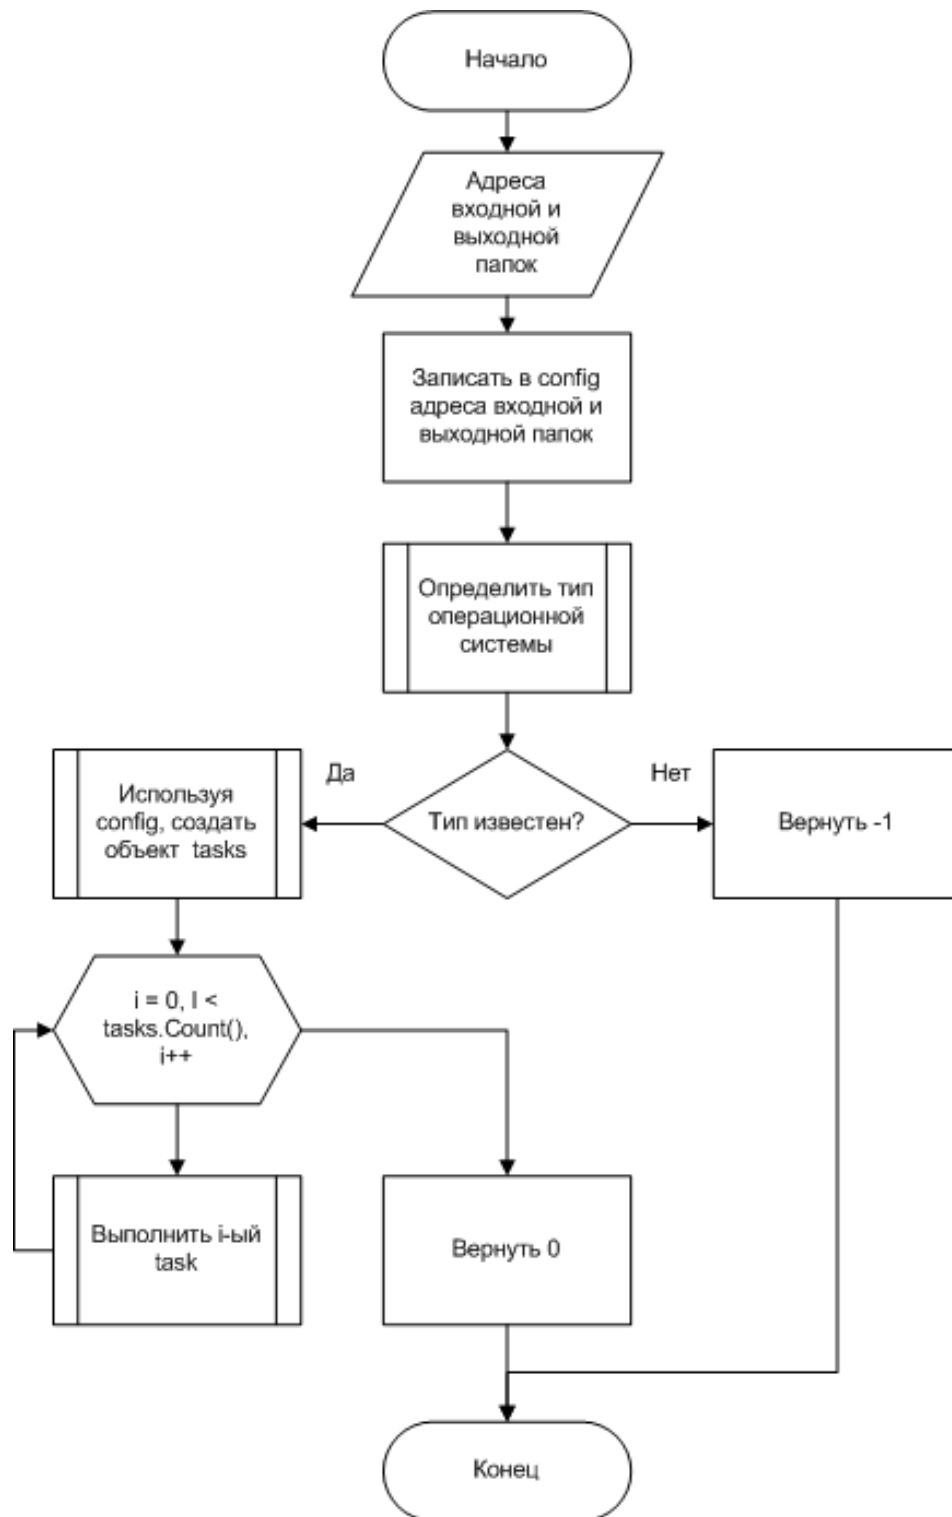 Начало
Адреса
входной и
выходной
папок
Записать в config
адреса входной и
выходной папок
Определить тип
операционной
системы
Да
Нет
Используя
config, создать
объект tasks
Тип известен?
Вернуть -1
i = 0, I <
tasks.Count(),
i++
Выполнить i-ый
task
Вернуть 0
Конец